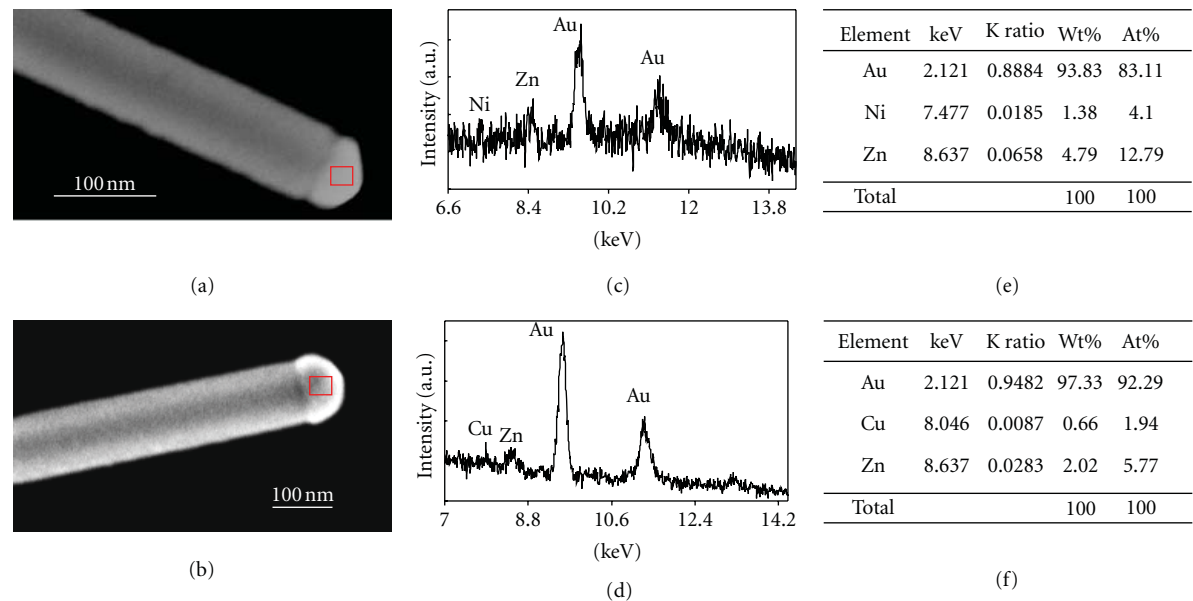 100 nm
(a)
Intensity (a.u.)
Au
Au
Zn
Ni
6.6 8.4 10.2 12 13.8
(keV)
(c)
Element keV K ratio Wt% At%
Au 2.121 0.8884 93.83 83.11
Ni 7.477 0.0185 1.38 4.1
Zn 8.637 0.0658 4.79 12.79
Total 100 100
(e)
100 nm
(b)
Intensity (a.u.)
Au
Au
Cu Zn
7 8.8 10.6 12.4 14.2
(keV)
(d)
Element keV K ratio Wt% At%
Au 2.121 0.9482 97.33 92.29
Cu 8.046 0.0087 0.66 1.94
Zn 8.637 0.0283 2.02 5.77
Total 100 100
(f)